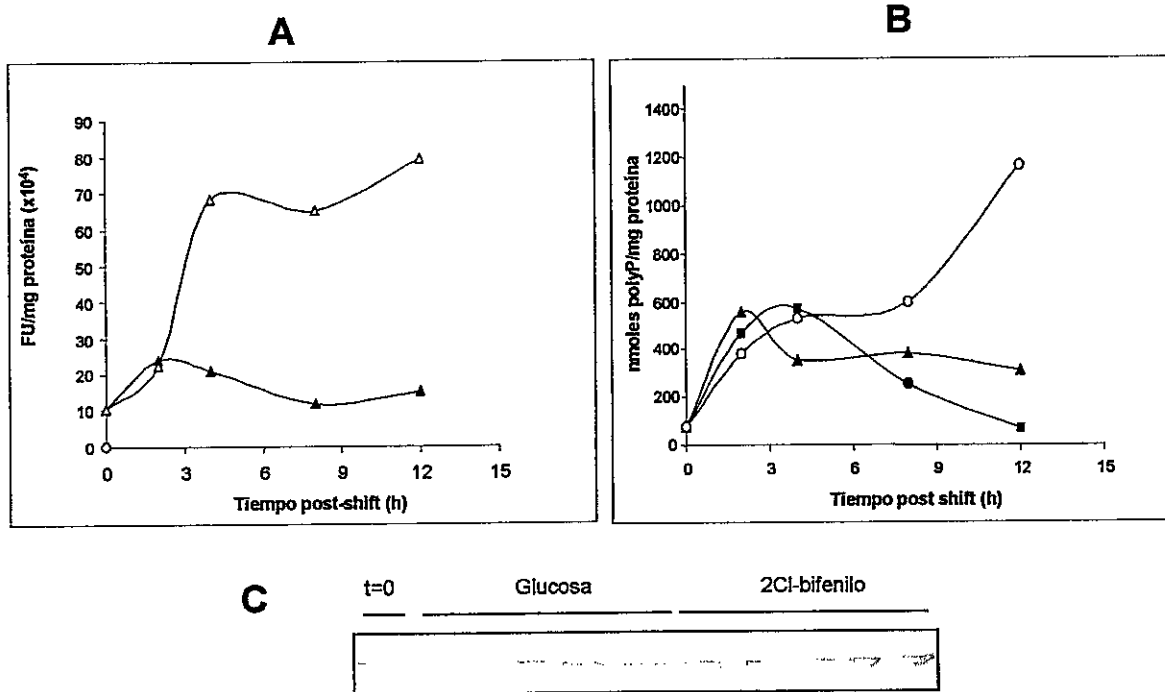 A
B
FU/mg proteína (x10⁴)
90
80
70
60
50
40
30
20
10
0
0 3 6 9 12 15
Tiempo post-shift (h)
nmoles polyP/mg proteína
1400
1200
1000
800
600
400
200
0
0 3 6 9 12 15
Tiempo post shift (h)
C
t=0 Glucosa 2Cl-bifenilo